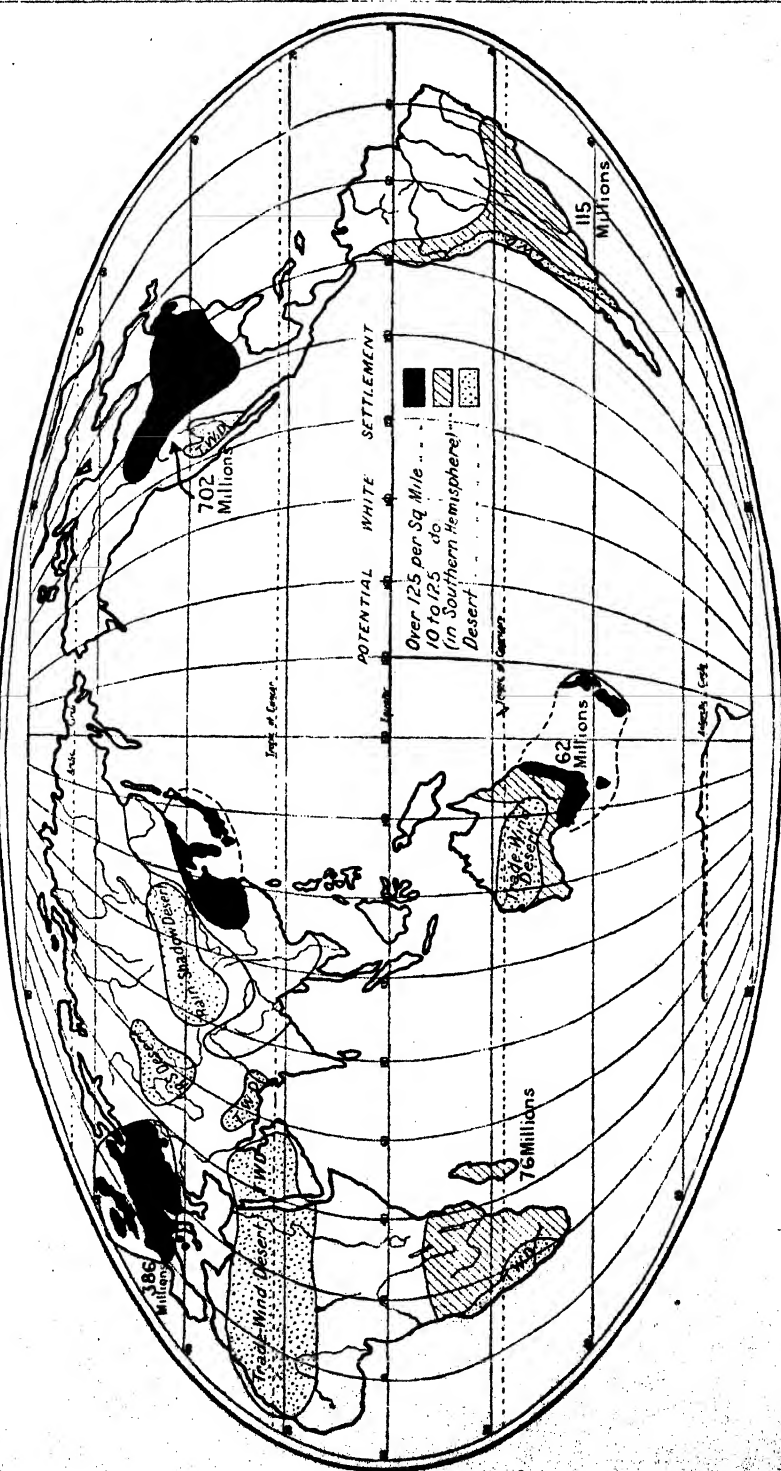 POTENTIAL WHITE SETTLEMENT
Over 125 per Sq Mile
10 to 125 do
(in Southern Hemisphere)
Desert
386
Millions
702
Millions
115
Millions
62
Millions
76 Millions
Trade-Wind Desert T.W.D.
T.W.D.
R.S. Desert
Rain Shadow Desert
Trade Wind
Desert
T.W.D.
T.W.D.
Tropic of Cancer
Equator
Tropic of Capricorn